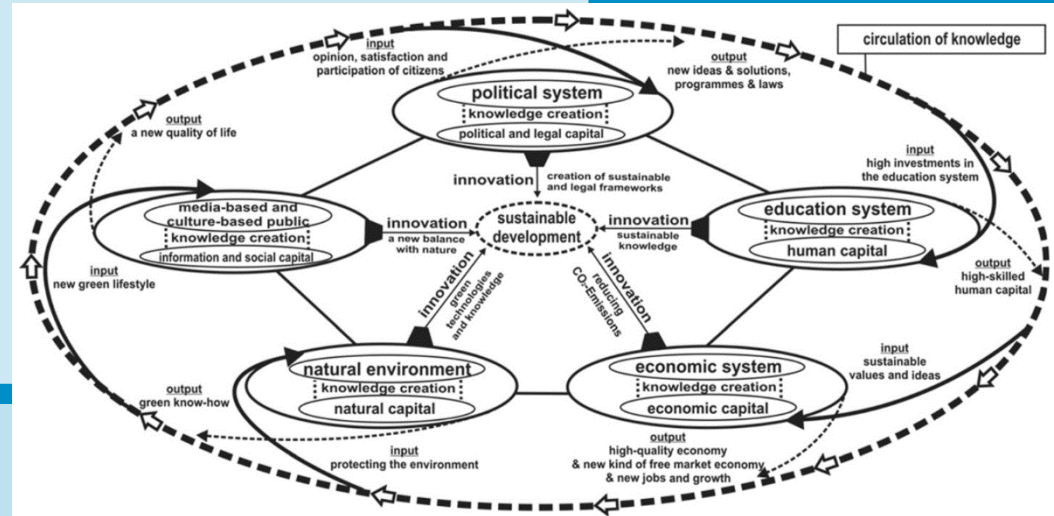 circulation of knowledge
input
opinion, satisfaction and
participation of citizens
output
new ideas & solutions,
programmes & laws
political system
knowledge creation
political and legal capital
innovation
creation of sustainable
and legal frameworks
output
a new quality of life
input
high investments in
the education system
media-based and
culture-based public
knowledge creation
information and social capital
innovation
a new balance
with nature
sustainable
development
innovation
sustainable
knowledge
education system
knowledge creation
human capital
input
new green lifestyle
output
high-skilled
human capital
innovation
green
technologies
and knowledge
innovation
reducing
CO₂-Emissions
natural environment
knowledge creation
natural capital
economic system
knowledge creation
economic capital
input
sustainable
values and ideas
output
green know-how
input
protecting the environment
output
high-quality economy
& new kind of free market economy
& new jobs and growth